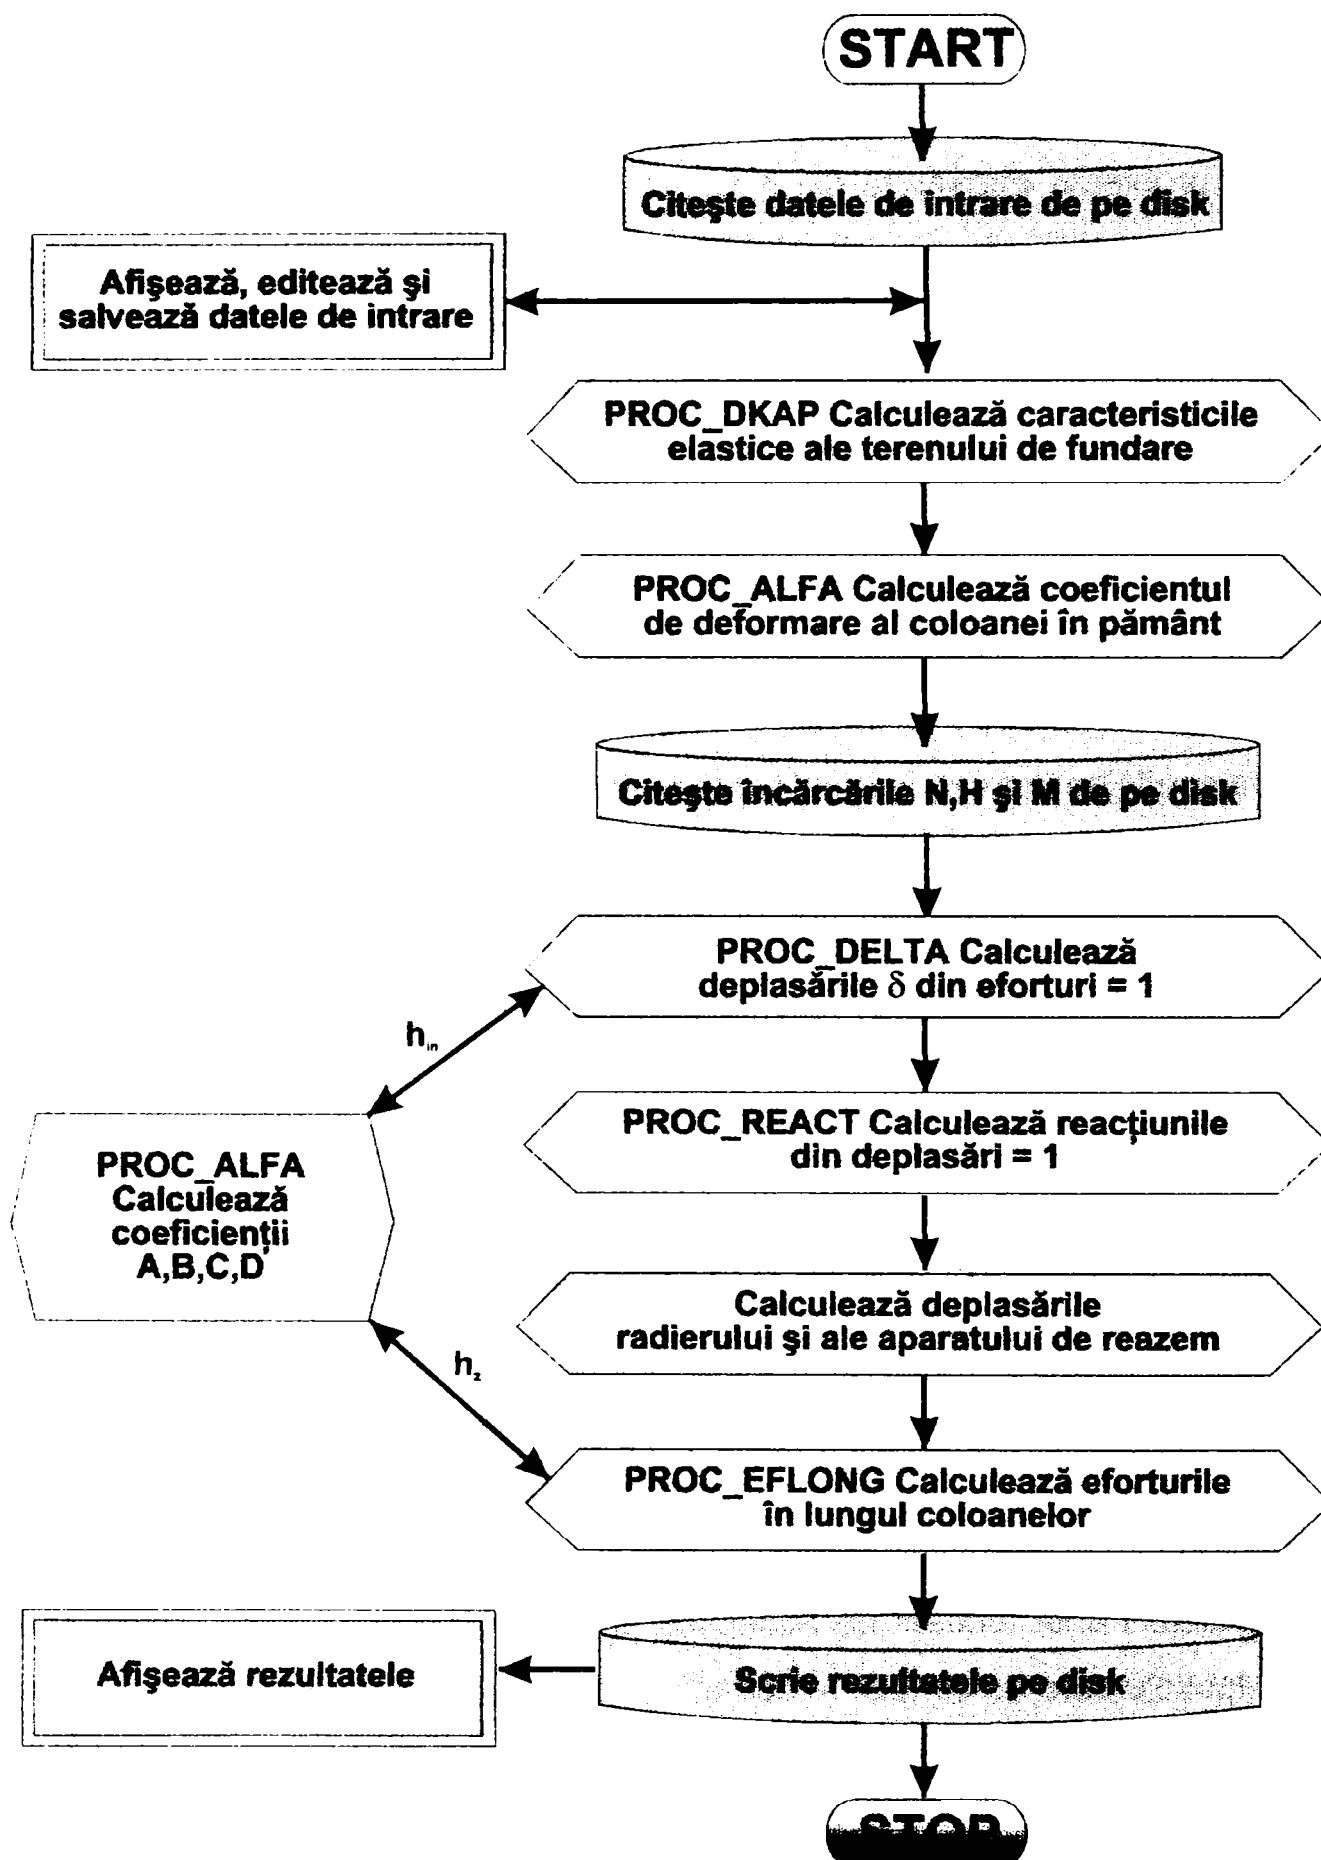 START
Citeşte datele de intrare de pe disk
Afişează, editează şi
salvează datele de intrare
PROC_DKAP Calculează caracteristicile
elastice ale terenului de fundare
PROC_ALFA Calculează coeficientul
de deformare al coloanei în pământ
Citeşte încărcările N,H şi M de pe disk
PROC_DELTA Calculează
deplasările δ din eforturi = 1
h_in
PROC_REACT Calculează reacţiunile
din deplasări = 1
PROC_ALFA
Calculează
coeficienţii
A,B,C,D
Calculează deplasările
radierului şi ale aparatului de reazem
h_z
PROC_EFLONG Calculează eforturile
în lungul coloanelor
Afişează rezultatele
Scrie rezultatele pe disk
STOP